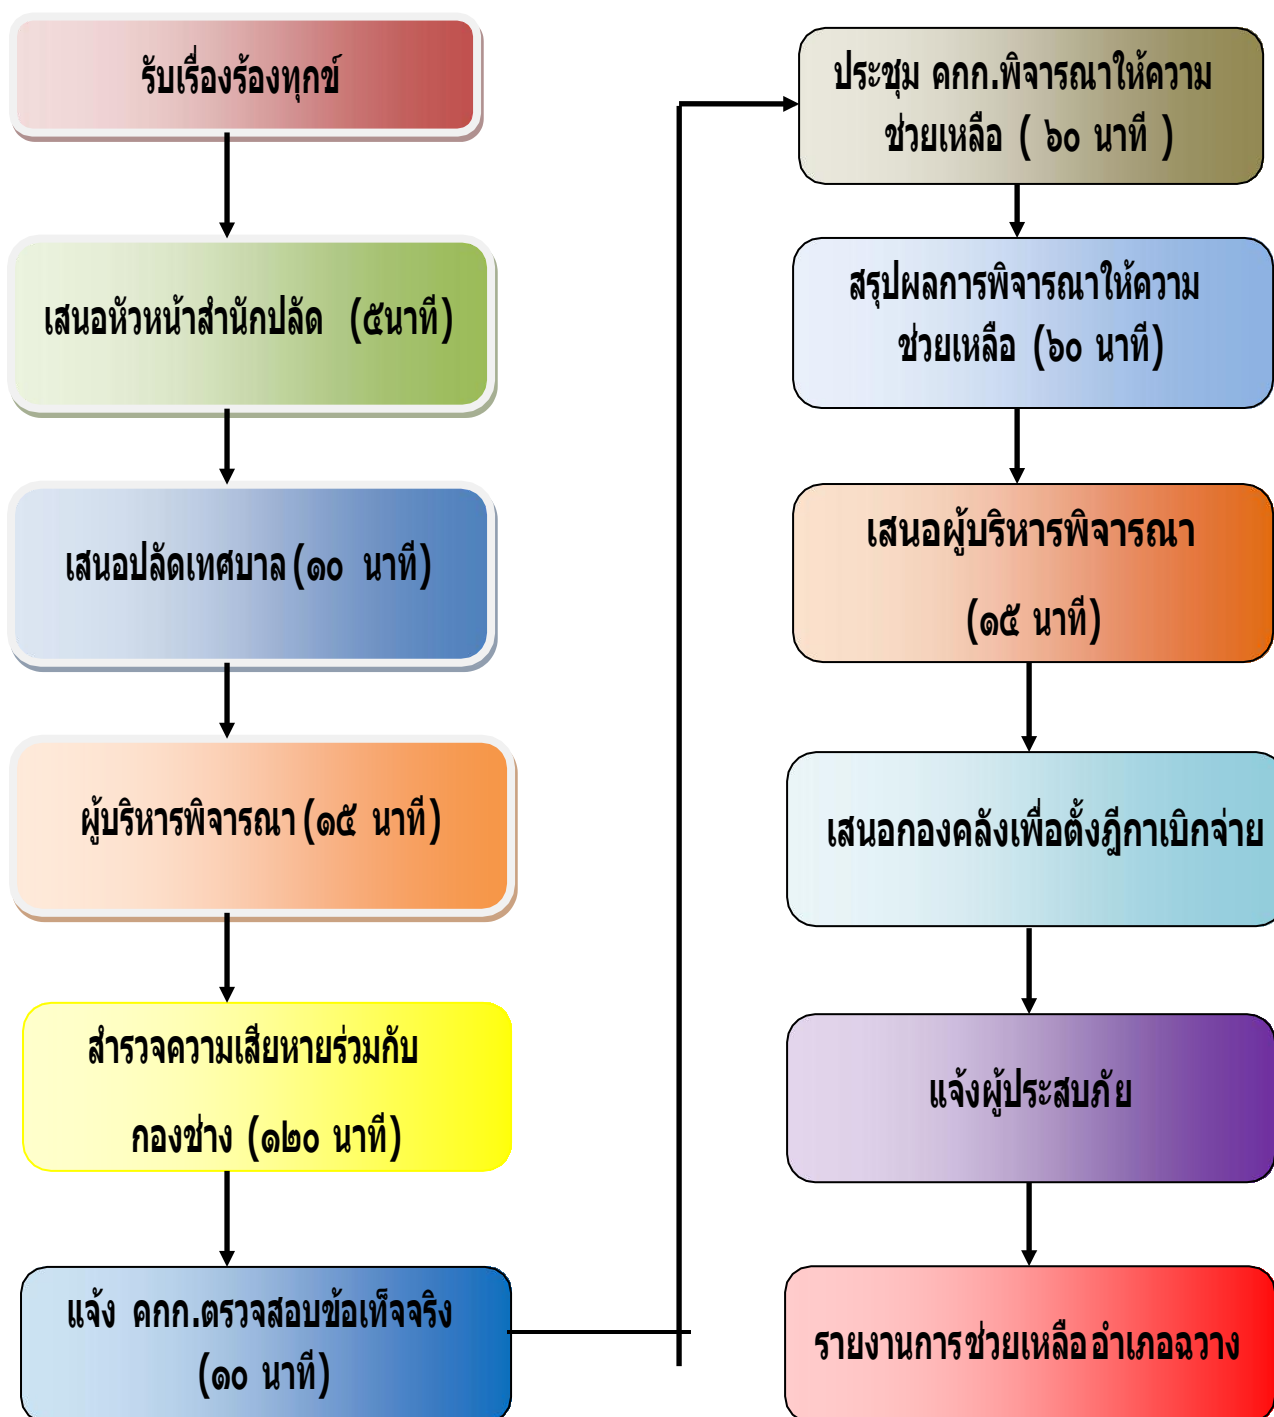 รับเรื่องร้องทุกข์
เสนอหัวหน้าสำนักปลัด (๕นาที)
เสนอปลัดเทศบาล (๑๐ นาที)
ผู้บริหารพิจารณา (๑๕ นาที)
สำรวจความเสียหายร่วมกับ
กองช่าง (๑๒๐ นาที)
แจ้ง คกก.ตรวจสอบข้อเท็จจริง
(๑๐ นาที)
ประชุม คกก.พิจารณาให้ความ
ช่วยเหลือ ( ๖๐ นาที )
สรุปผลการพิจารณาให้ความ
ช่วยเหลือ (๖๐ นาที)
เสนอผู้บริหารพิจารณา
(๑๕ นาที)
เสนอกองคลังเพื่อตั้งฎีกาเบิกจ่าย
แจ้งผู้ประสบภัย
รายงานการช่วยเหลืออำเภอฉวาง